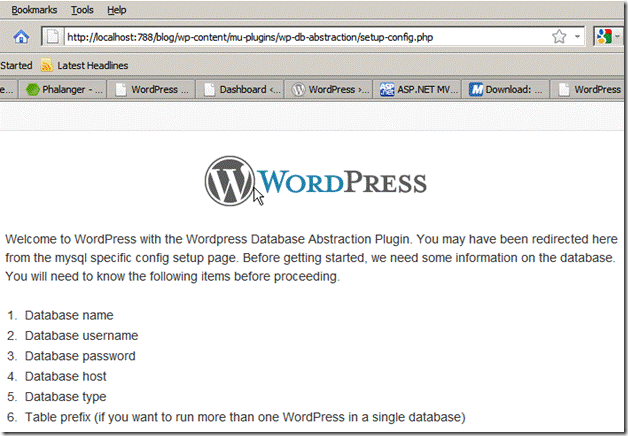 Bookmarks Tools Help
http://localhost:788/blog/wp-content/mu-plugins/wp-db-abstraction/setup-config.php
Started Latest Headlines
e... Phalanger - ... WordPress ... Dashboard ‹... WordPress ›... ASP.NET MV... Download: ... WordPress
WORDPRESS
Welcome to WordPress with the Wordpress Database Abstraction Plugin. You may have been redirected here
from the mysql specific config setup page. Before getting started, we need some information on the database.
You will need to know the following items before proceeding.
1. Database name
2. Database username
3. Database password
4. Database host
5. Database type
6. Table prefix (if you want to run more than one WordPress in a single database)